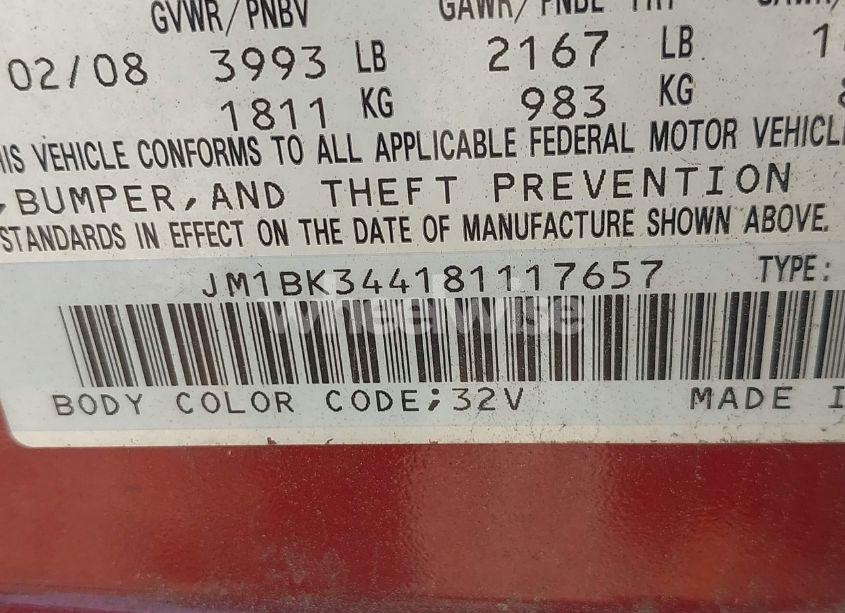 GVWR/PNBV GAWR/PNBE
02/08 3993 LB 2167 LB
1811 KG 983 KG
VEHICLE CONFORMS TO ALL APPLICABLE FEDERAL MOTOR
, BUMPER, AND THEFT PREVENTION
STANDARDS IN EFFECT ON THE DATE OF MANUFACTURE SHOWN ABOVE.
JM1BK344181117657 TYPE:
wheelwise
BODY COLOR CODE;32V MADE